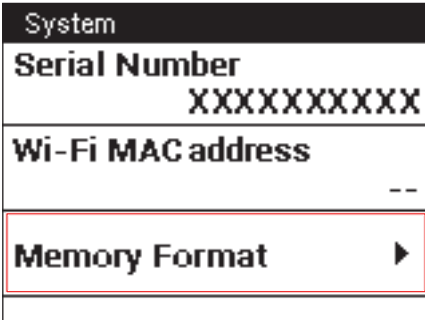 System
Serial Number
XXXXXXXXXX
Wi-Fi MAC address
--
Memory Format